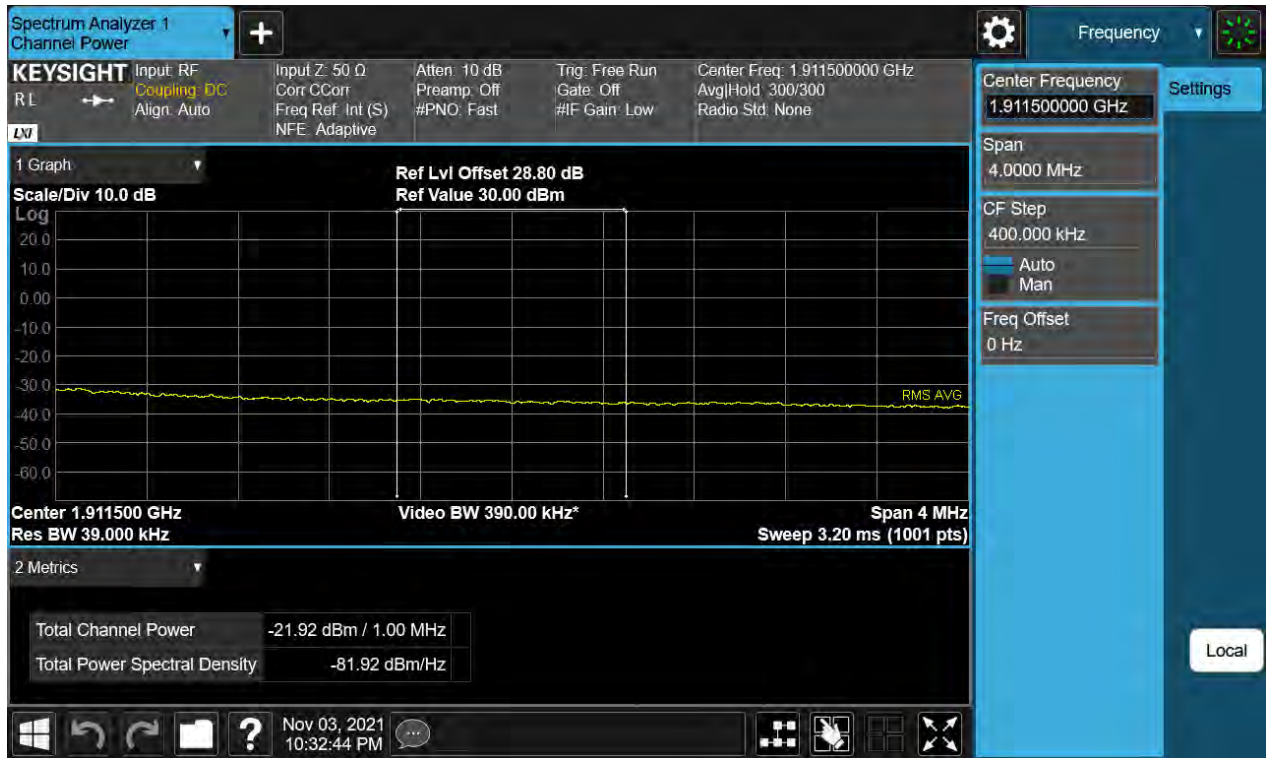 Spectrum Analyzer 1
Channel Power
+
Frequency
KEYSIGHT
RL
LXI
Input: RF
Coupling: DC
Align: Auto
Input Z: 50 Ω
Corr CCorr
Freq Ref: Int (S)
NFE: Adaptive
Atten: 10 dB
Preamp: Off
#PNO: Fast
Trig: Free Run
Gate: Off
#IF Gain: Low
Center Freq: 1.911500000 GHz
Avg|Hold: 300/300
Radio Std: None
Center Frequency
1.911500000 GHz
Settings
Span
4.0000 MHz
CF Step
400.000 kHz
Auto
Man
Freq Offset
0 Hz
Local
1 Graph
Scale/Div 10.0 dB
Ref Lvl Offset 28.80 dB
Ref Value 30.00 dBm
Log
20.0
10.0
0.00
-10.0
-20.0
-30.0
-40.0
-50.0
-60.0
RMS AVG
Center 1.911500 GHz
Video BW 390.00 kHz*
Span 4 MHz
Res BW 39.000 kHz
Sweep 3.20 ms (1001 pts)
2 Metrics
Total Channel Power -21.92 dBm / 1.00 MHz
Total Power Spectral Density -81.92 dBm/Hz
?
Nov 03, 2021
10:32:44 PM